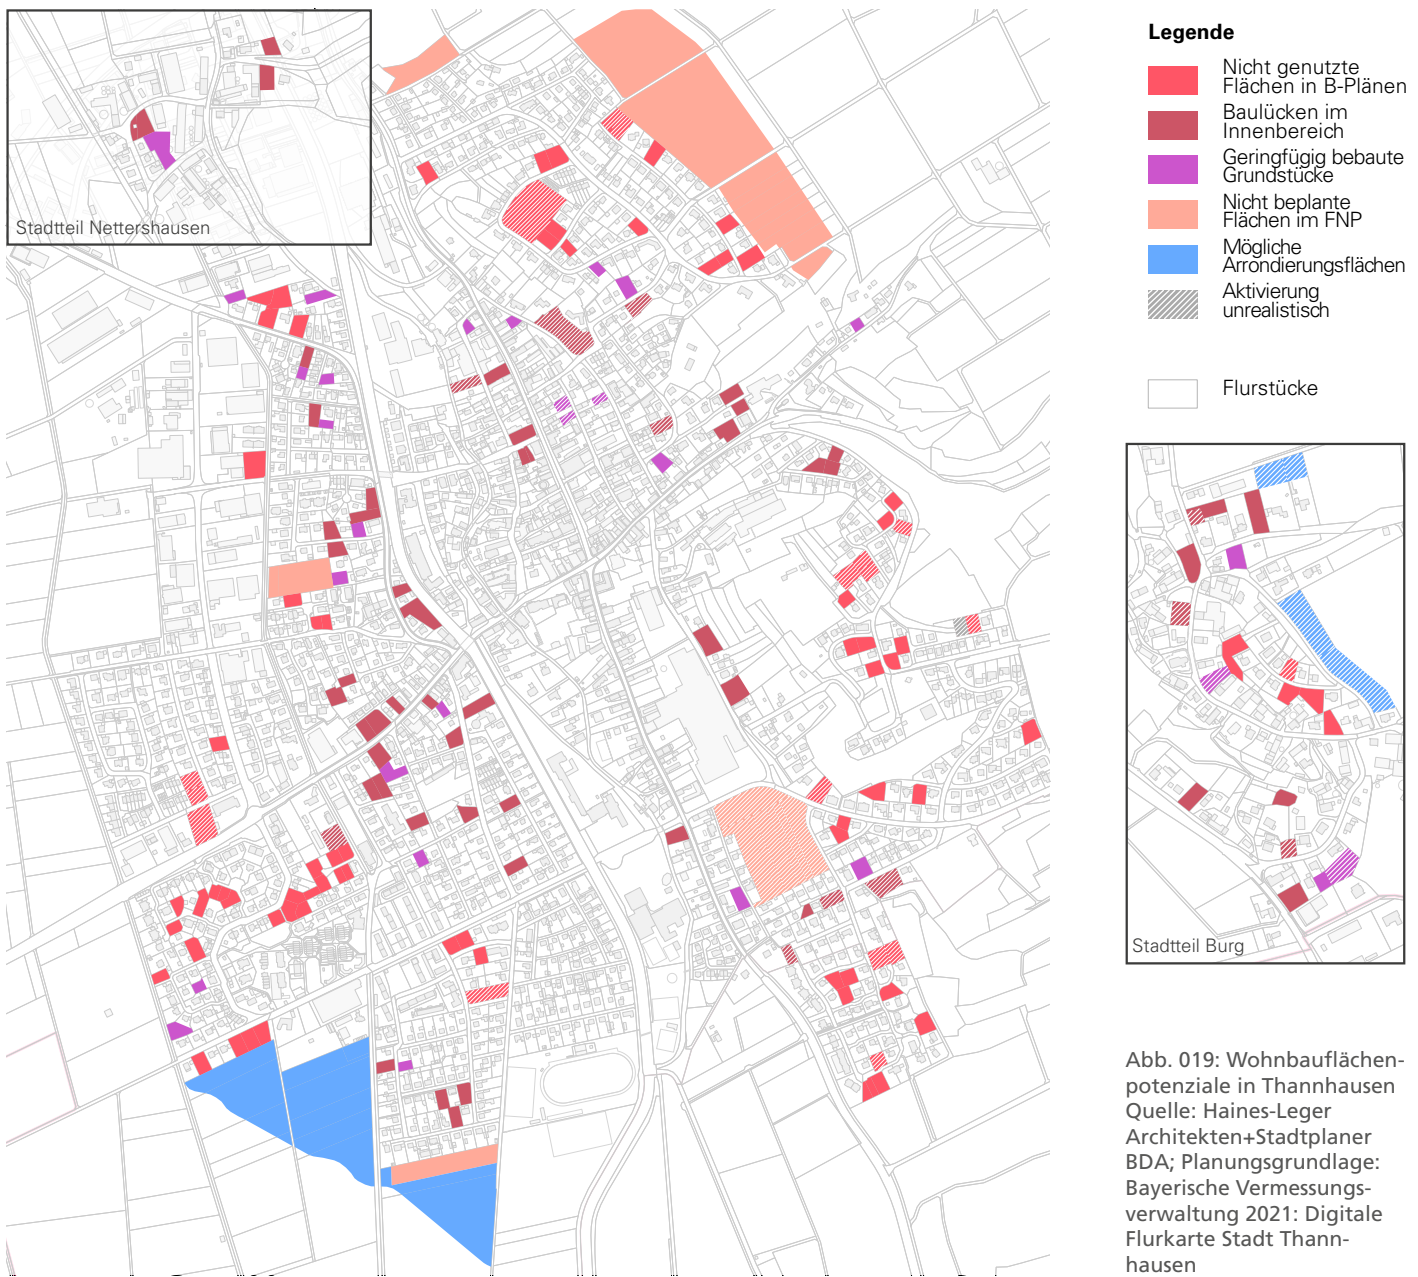 Stadtteil Nettershausen
Legende
Nicht genutzte
Flächen in B-Plänen
Baulücken im
Innenbereich
Geringfügig bebaute
Grundstücke
Nicht beplante
Flächen im FNP
Mögliche
Arrondierungsflächen
Aktivierung
unrealistisch
Flurstücke
Stadtteil Burg
Abb. 019: Wohnbauflächen-
potenziale in Thannhausen
Quelle: Haines-Leger
Architekten+Stadtplaner
BDA; Planungsgrundlage:
Bayerische Vermessungs-
verwaltung 2021: Digitale
Flurkarte Stadt Thann-
hausen